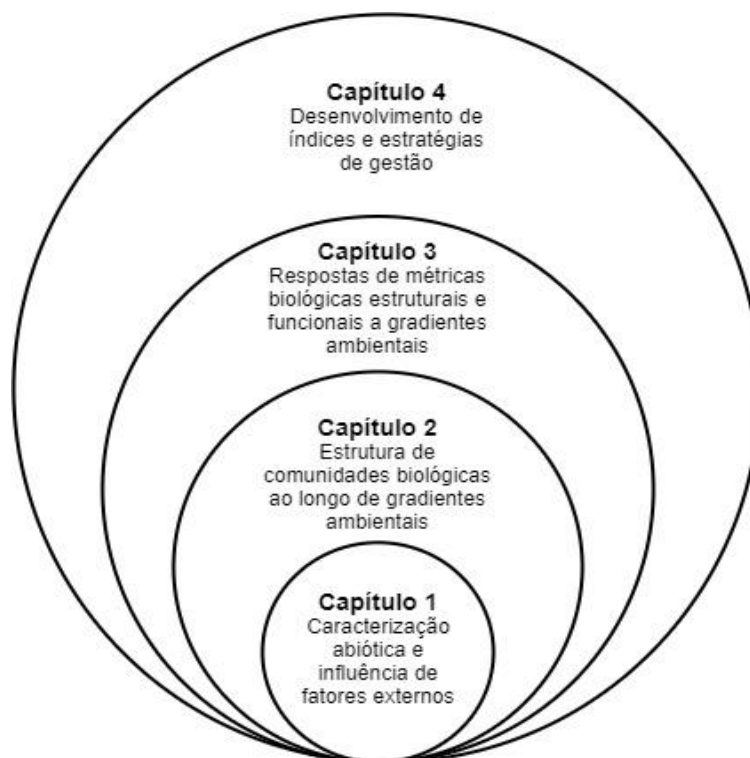 Capítulo 4
Desenvolvimento de
índices e estratégias
de gestão
Capítulo 3
Respostas de métricas
biológicas estruturais e
funcionais a gradientes
ambientais
Capítulo 2
Estrutura de
comunidades biológicas
ao longo de gradientes
ambientais
Capítulo 1
Caracterização
abiótica e
influência de
fatores externos